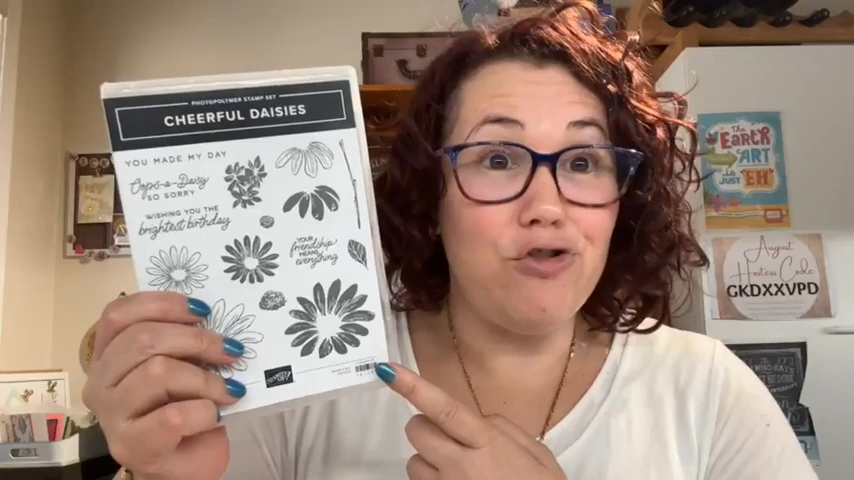 PHOTOPOLYMER STAMP SET
CHEERFUL DAISIES
YOU MADE MY DAY
Oops-a-Daisy
SO SORRY
WISHING YOU THE
brightest birthday
YOUR
friendship
MEANS
everything
The
Earth
without
ART
is Just "EH"
August
Hostess Code
GKDXXVPD